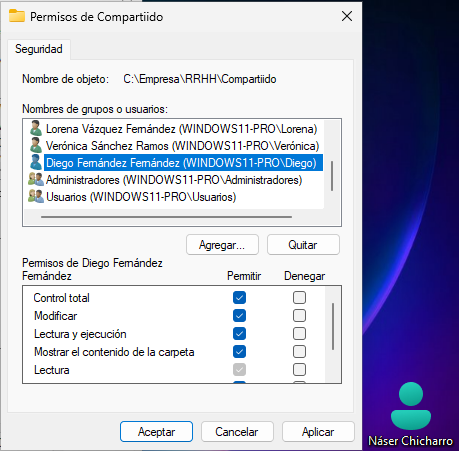 Permisos de Compartiido
Seguridad
Nombre de objeto: C:\Empresa\RRHH\Compartiido
Nombres de grupos o usuarios:
Lorena Vázquez Fernández (WINDOWS11-PRO\Lorena)
Verónica Sánchez Ramos (WINDOWS11-PRO\Verónica)
Diego Fernández Fernández (WINDOWS11-PRO\Diego)
Administradores (WINDOWS11-PRO\Administradores)
Usuarios (WINDOWS11-PRO\Usuarios)
Agregar... Quitar
Permisos de Diego Fernández
Fernández Permitir Denegar
Control total
Modificar
Lectura y ejecución
Mostrar el contenido de la carpeta
Lectura
Aceptar Cancelar Aplicar
Náser Chicharro